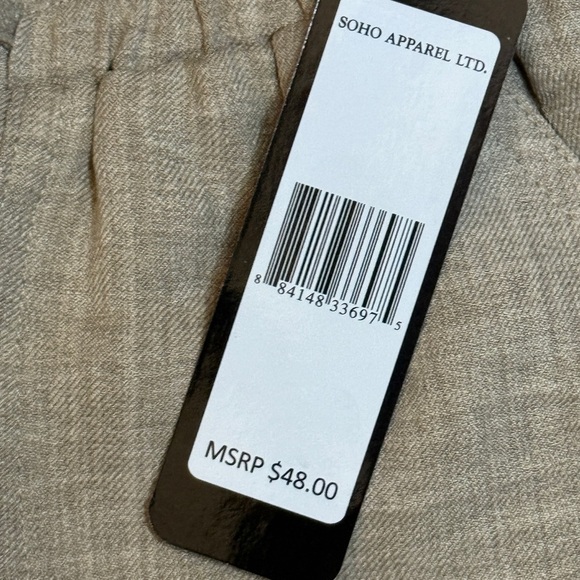 SOHO APPAREL LTD.
8 84148 33697 5
MSRP $48.00